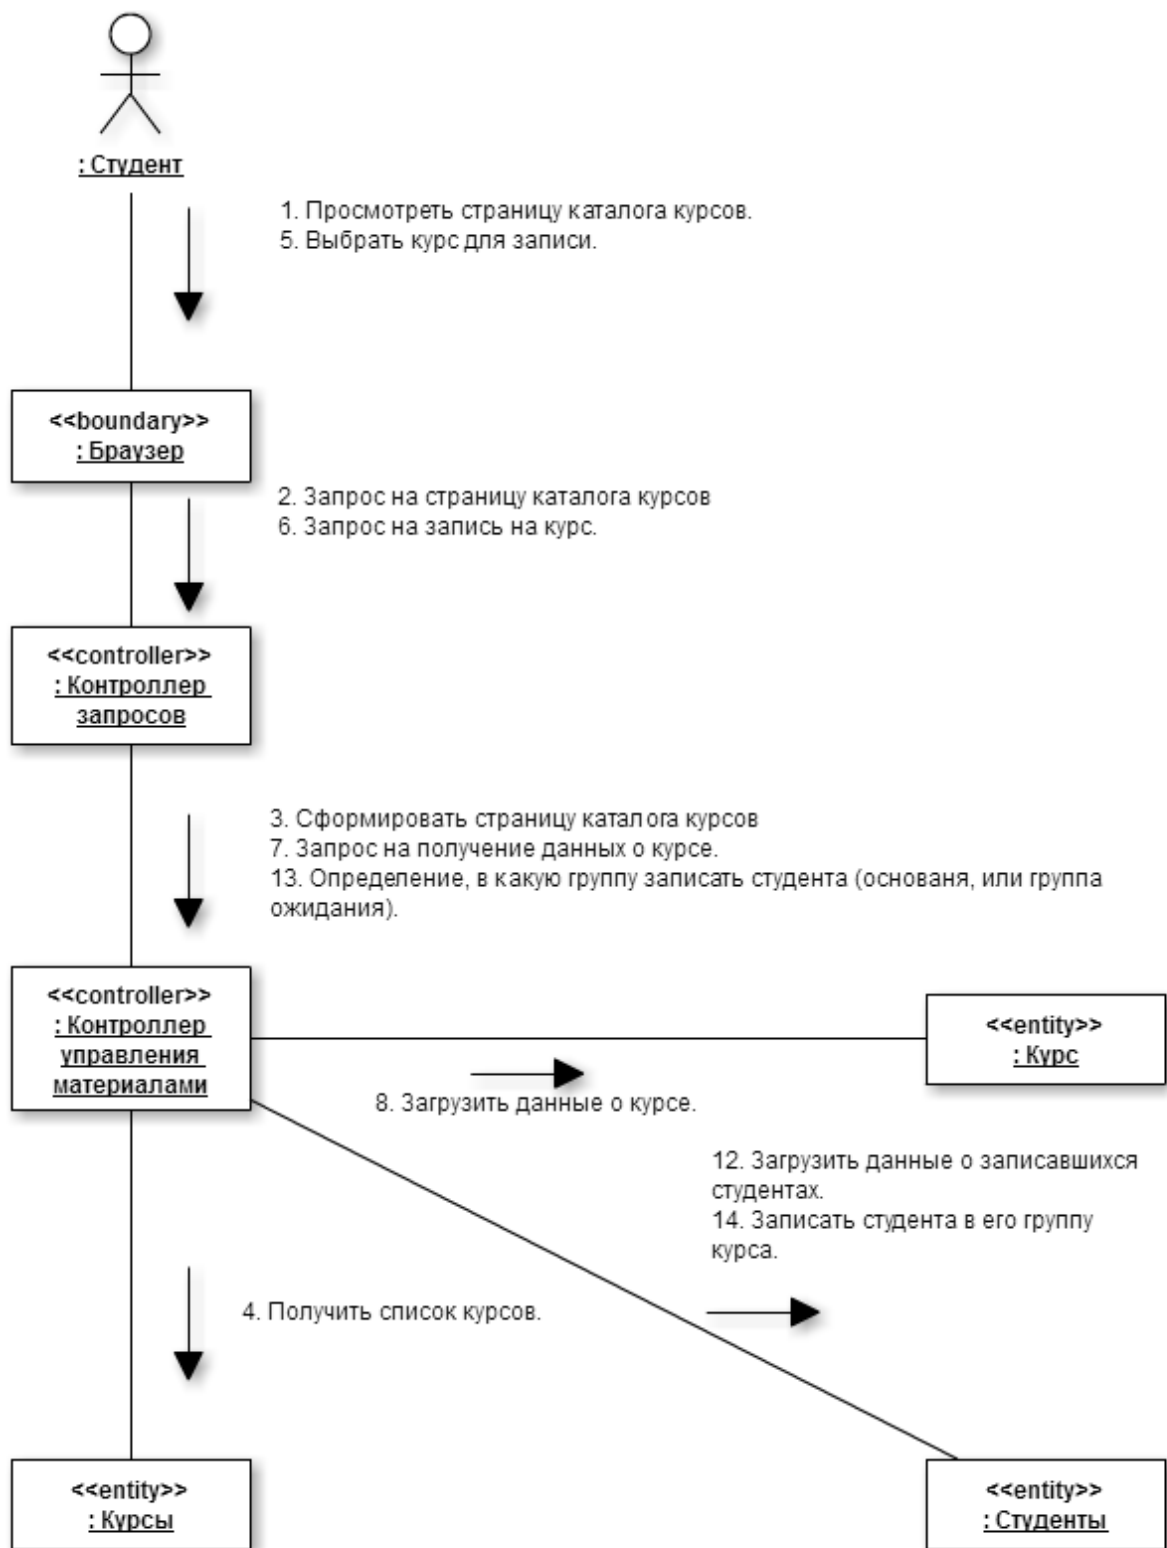 : Студент
1. Просмотреть страницу каталога курсов.
5. Выбрать курс для записи.
<<boundary>>
: Браузер
2. Запрос на страницу каталога курсов
6. Запрос на запись на курс.
<<controller>>
: Контроллер
запросов
3. Сформировать страницу каталога курсов
7. Запрос на получение данных о курсе.
13. Определение, в какую группу записать студента (основаня, или группа
ожидания).
<<controller>>
: Контроллер
управления
материалами
<<entity>>
: Курс
8. Загрузить данные о курсе.
12. Загрузить данные о записавшихся
студентах.
14. Записать студента в его группу
курса.
4. Получить список курсов.
<<entity>>
: Курсы
<<entity>>
: Студенты